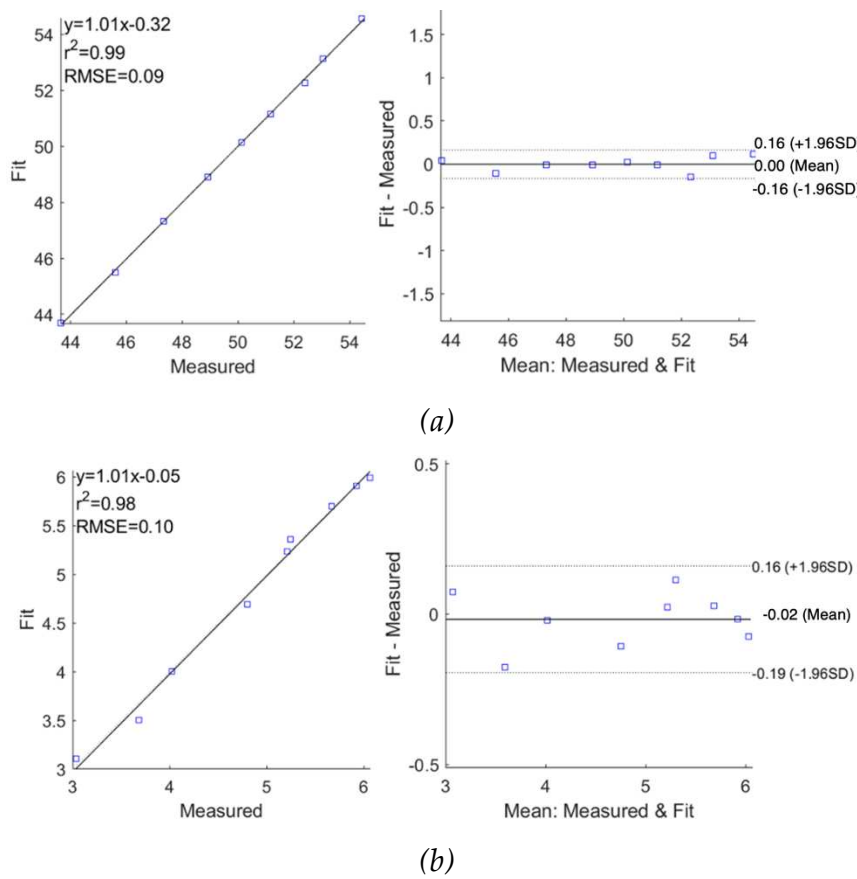 y=1.01x-0.32
r²=0.99
RMSE=0.09
54
52
50
48
46
44
Fit
44 46 48 50 52 54
Measured
1.5
1
0.5
0
-0.5
-1
-1.5
Fit - Measured
0.16 (+1.96SD
0.00 (Mean)
-0.16 (-1.96SD)
44 46 48 50 52 54
Mean: Measured & Fit
(a)
y=1.01x-0.05
r²=0.98
RMSE=0.10
6
5.5
5
4.5
4
3.5
3
Fit
3 4 5 6
Measured
0.5
0
-0.5
Fit - Measured
0.16 (+1.96SD)
-0.02 (Mean)
-0.19 (-1.96SD)
3 4 5 6
Mean: Measured & Fit
(b)